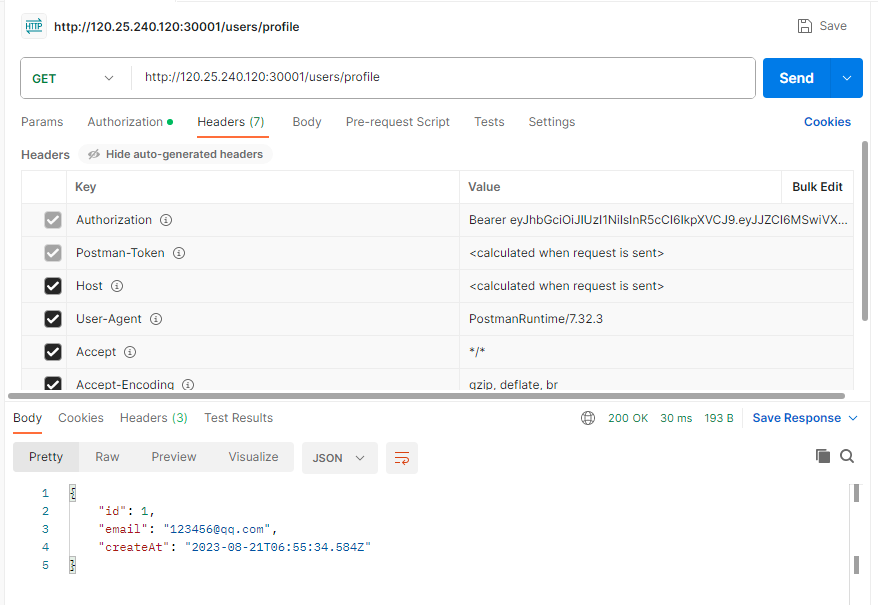 HTTP http://120.25.240.120:30001/users/profile Save
GET http://120.25.240.120:30001/users/profile Send
Params Authorization Headers (7) Body Pre-request Script Tests Settings Cookies
Headers Hide auto-generated headers
Key Value Bulk Edit
Authorization Bearer eyJhbGciOiJIUzI1NiIsInR5cCI6IkpXVCJ9.eyJJZCI6MSwiVX...
Postman-Token <calculated when request is sent>
Host <calculated when request is sent>
User-Agent PostmanRuntime/7.32.3
Accept */*
Accept-Encoding gzip, deflate, br
Body Cookies Headers (3) Test Results 200 OK 30 ms 193 B Save Response
Pretty Raw Preview Visualize JSON
1 {
2 "id": 1,
3 "email": "123456@qq.com",
4 "createAt": "2023-08-21T06:55:34.584Z"
5 }